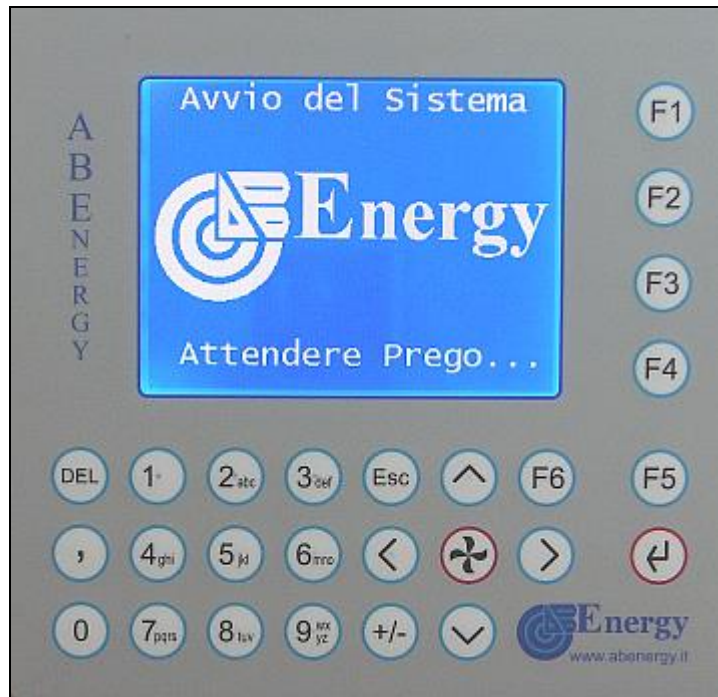 ABENERGY
Avvio del Sistema
Energy
Attendere Prego...
F1
F2
F3
F4
DEL 1 2abc 3def Esc F6 F5
, 4ghi 5jkl 6mno
0 7pqrs 8tuv 9wxyz +/-
Energy
www.abenergy.it